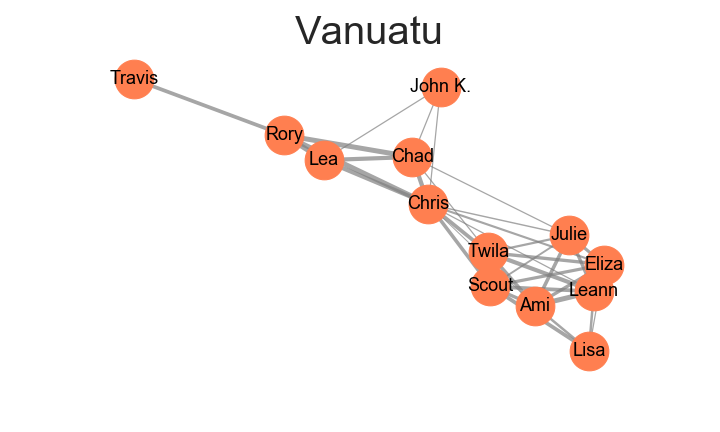 Vanuatu
Travis
John K.
Rory
Lea
Chad
Chris
Julie
Twila
Eliza
Scout
Leann
Ami
Lisa